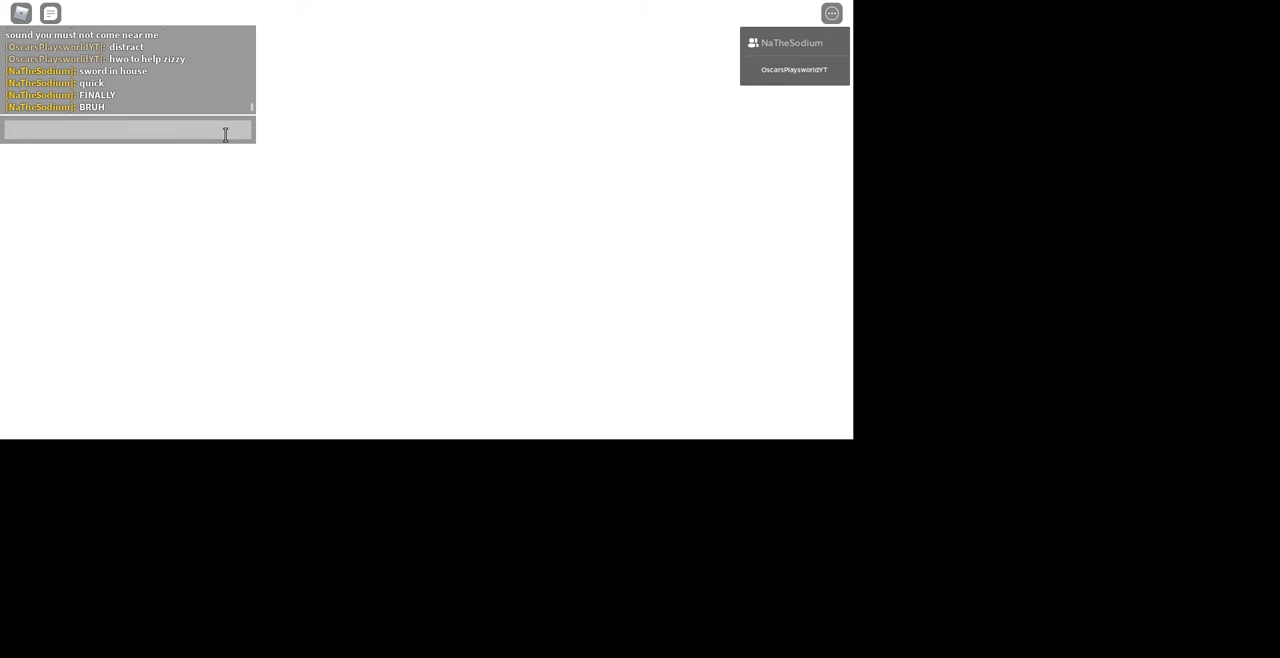 sound you must not come near me
[OscarsPlaysworldYT]: distract
[OscarsPlaysworldYT]: hwo to help zizzy
[NaTheSodium]: sword in house
[NaTheSodium]: quick
[NaTheSodium]: FINALLY
[NaTheSodium]: BRUH
NaTheSodium
OscarsPlaysworldYT